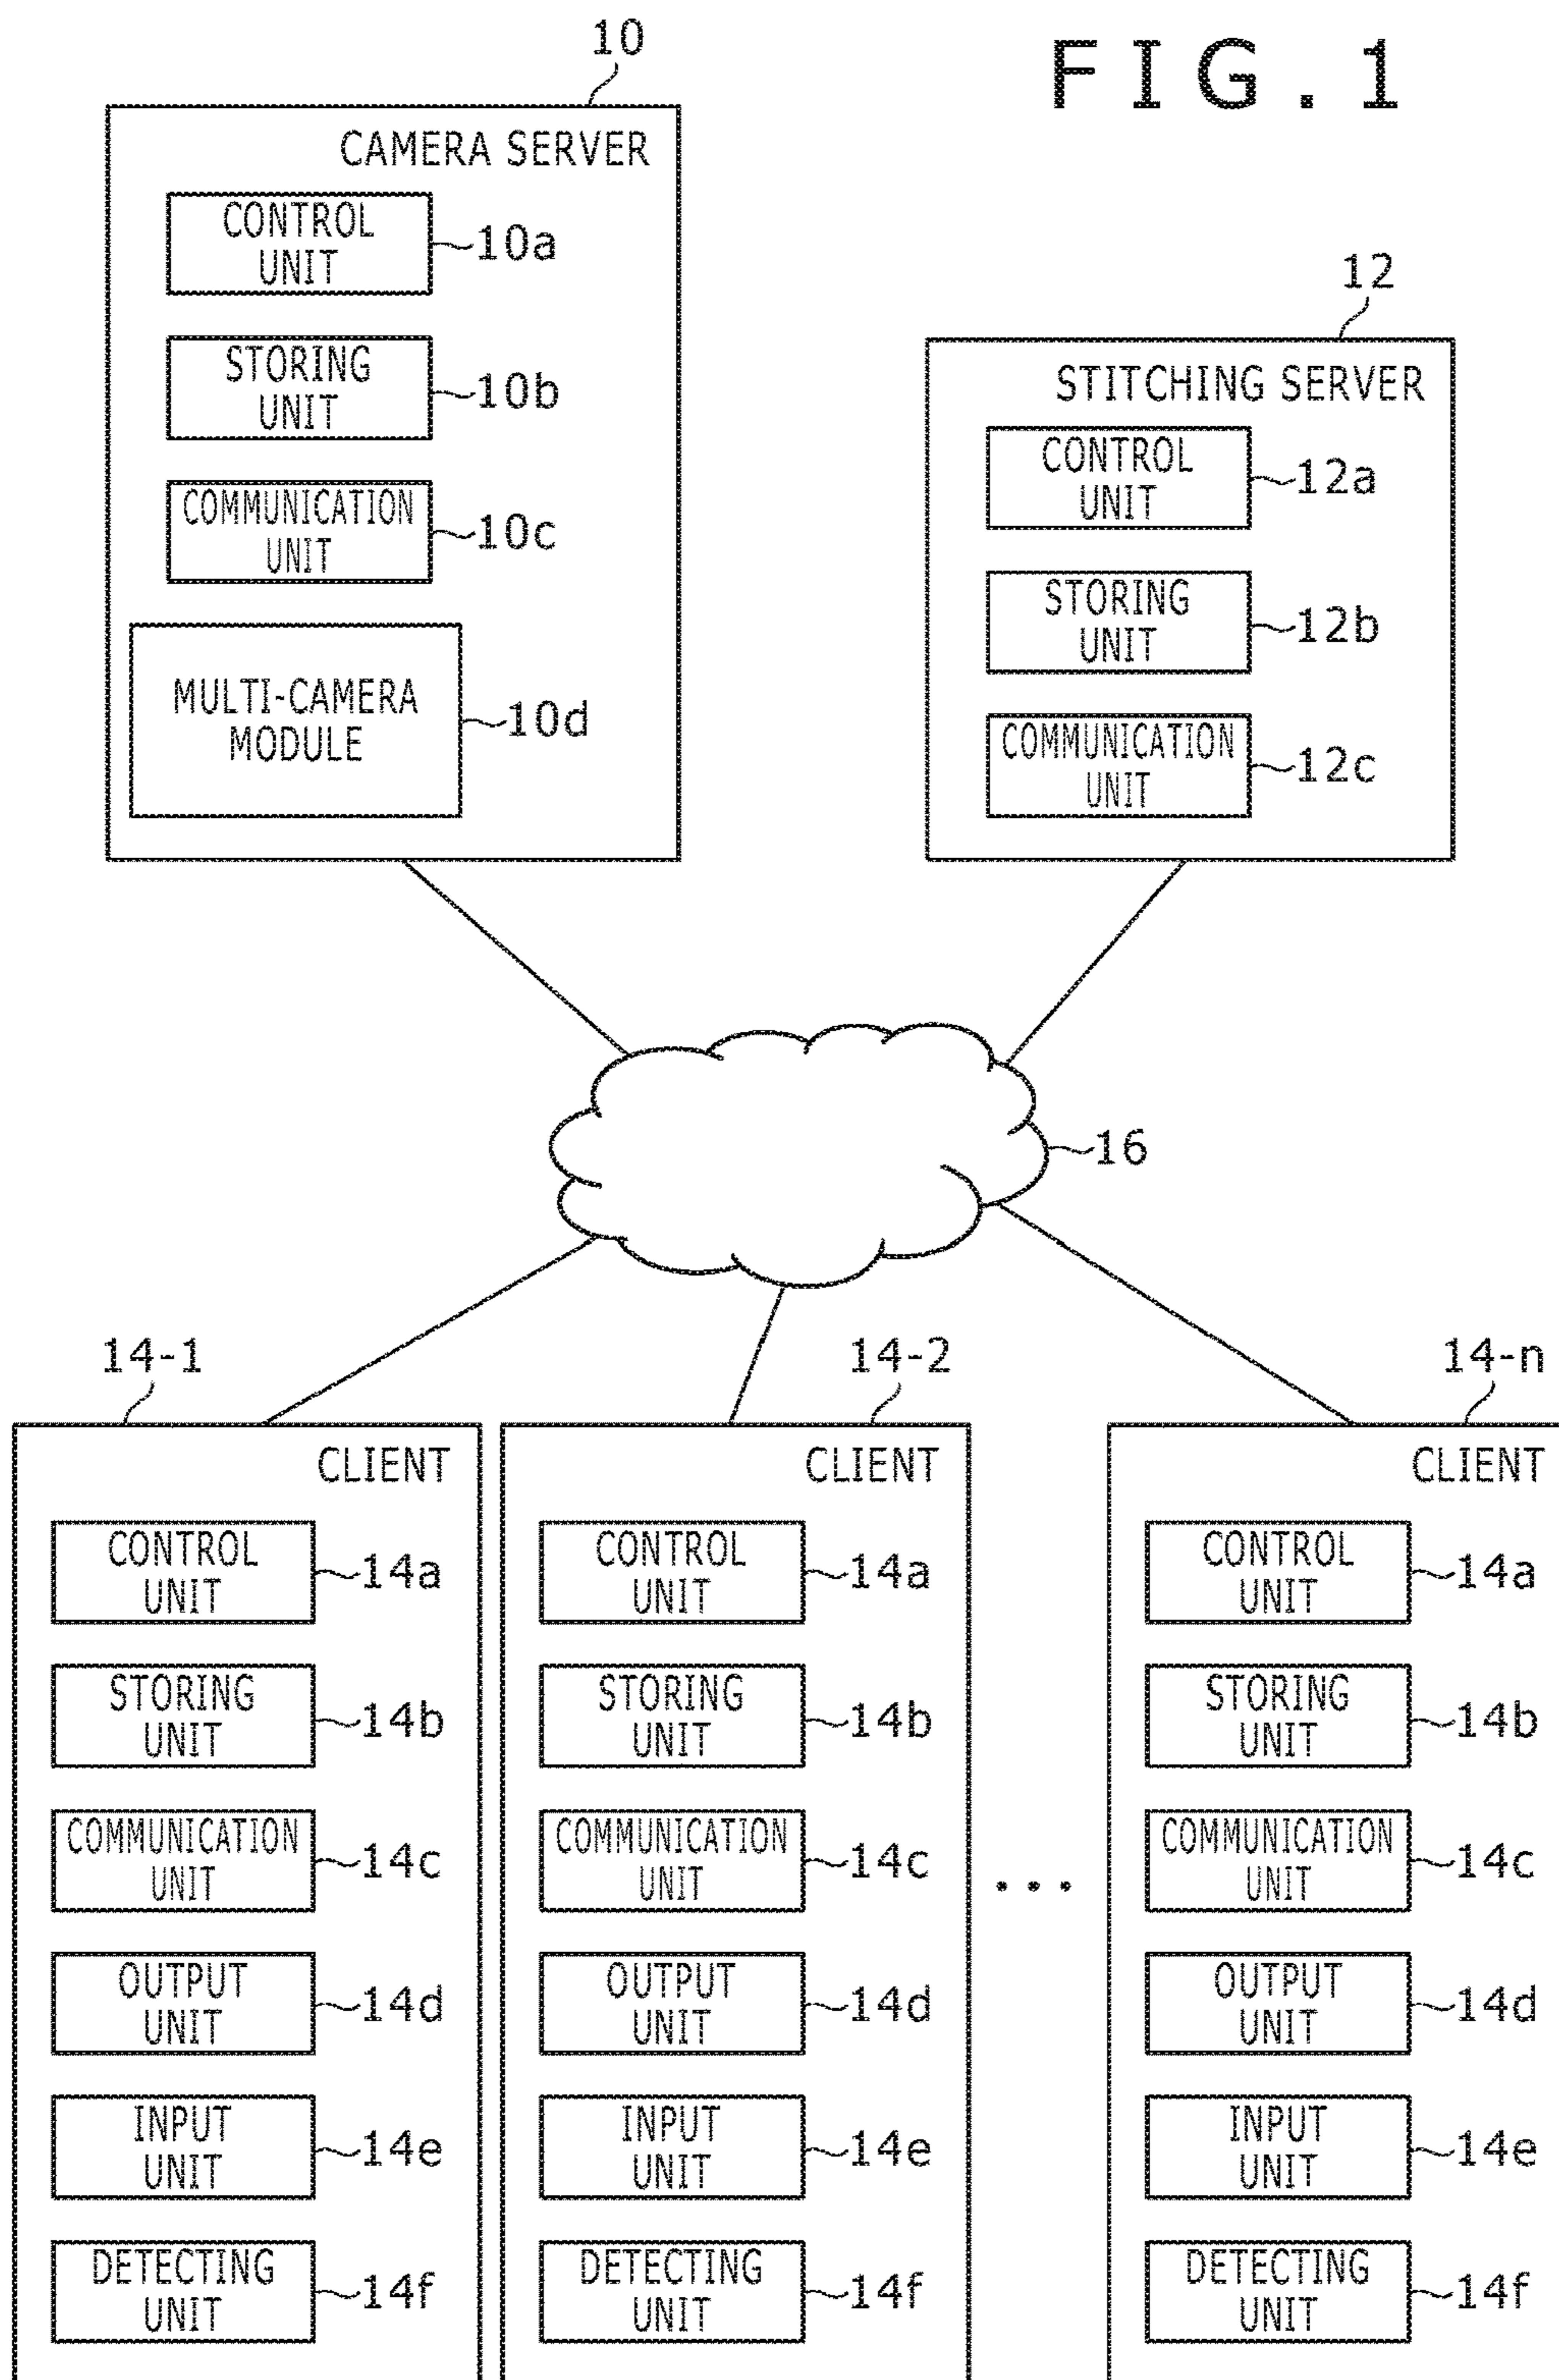 FIG.1
10
CAMERA SERVER
CONTROL
UNIT
10a
STORING
UNIT
10b
COMMUNICATION
UNIT
10c
MULTI-CAMERA
MODULE
10d
12
STITCHING SERVER
CONTROL
UNIT
12a
STORING
UNIT
12b
COMMUNICATION
UNIT
12c
16
14-1
CLIENT
CONTROL
UNIT
14a
STORING
UNIT
14b
COMMUNICATION
UNIT
14c
OUTPUT
UNIT
14d
INPUT
UNIT
14e
DETECTING
UNIT
14f
14-2
CLIENT
CONTROL
UNIT
14a
STORING
UNIT
14b
COMMUNICATION
UNIT
14c
OUTPUT
UNIT
14d
INPUT
UNIT
14e
DETECTING
UNIT
14f
...
14-n
CLIENT
CONTROL
UNIT
14a
STORING
UNIT
14b
COMMUNICATION
UNIT
14c
OUTPUT
UNIT
14d
INPUT
UNIT
14e
DETECTING
UNIT
14f